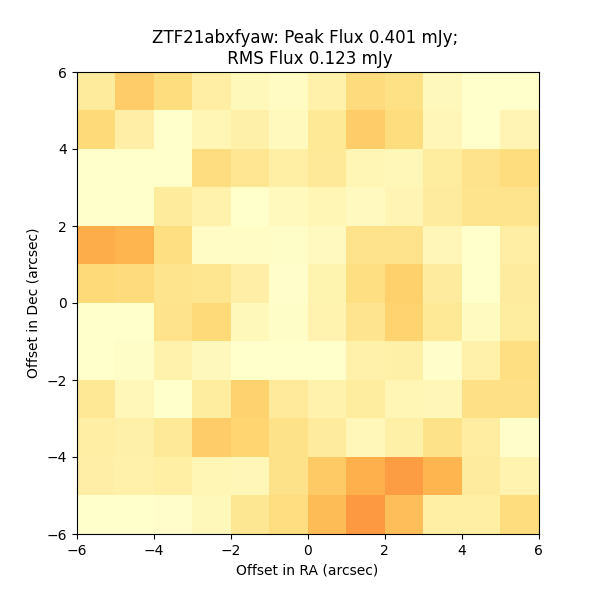 ZTF21abxfyaw: Peak Flux 0.401 mJy;
RMS Flux 0.123 mJy
6
4
2
0
−2
−4
−6
Offset in Dec (arcsec)
−6 −4 −2 0 2 4 6
Offset in RA (arcsec)